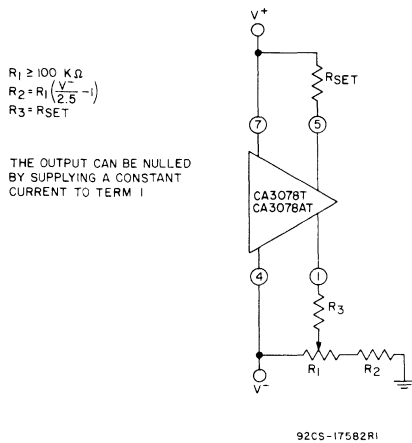 R₁ ≥ 100 KΩ
R₂ = R₁(V⁻/2.5 -1)
R₃ = RSET
THE OUTPUT CAN BE NULLED
BY SUPPLYING A CONSTANT
CURRENT TO TERM 1
V⁺
RSET
7
5
CA3078T
CA3078AT
4
1
R₃
R₁
R₂
V⁻
92CS-17582R1